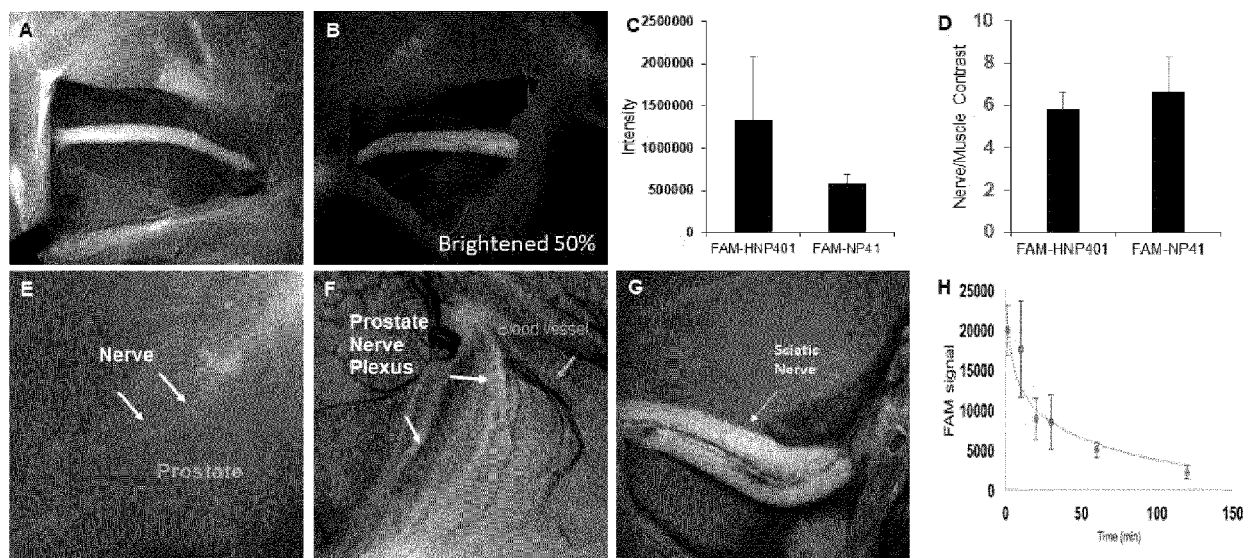 A
B
Brightened 50%
C
2500000
2000000
1500000
1000000
500000
0
Intensity
FAM-HNP401
FAM-NP41
D
10
8
6
4
2
0
Nerve/Muscle Contrast
FAM-HNP401
FAM-NP41
E
Nerve
Prostate
F
Prostate
Nerve
Plexus
Blood Vessel
G
Sciatic
Nerve
H
25000
20000
15000
10000
5000
0
FAM signal
0
50
100
150
Time (min)